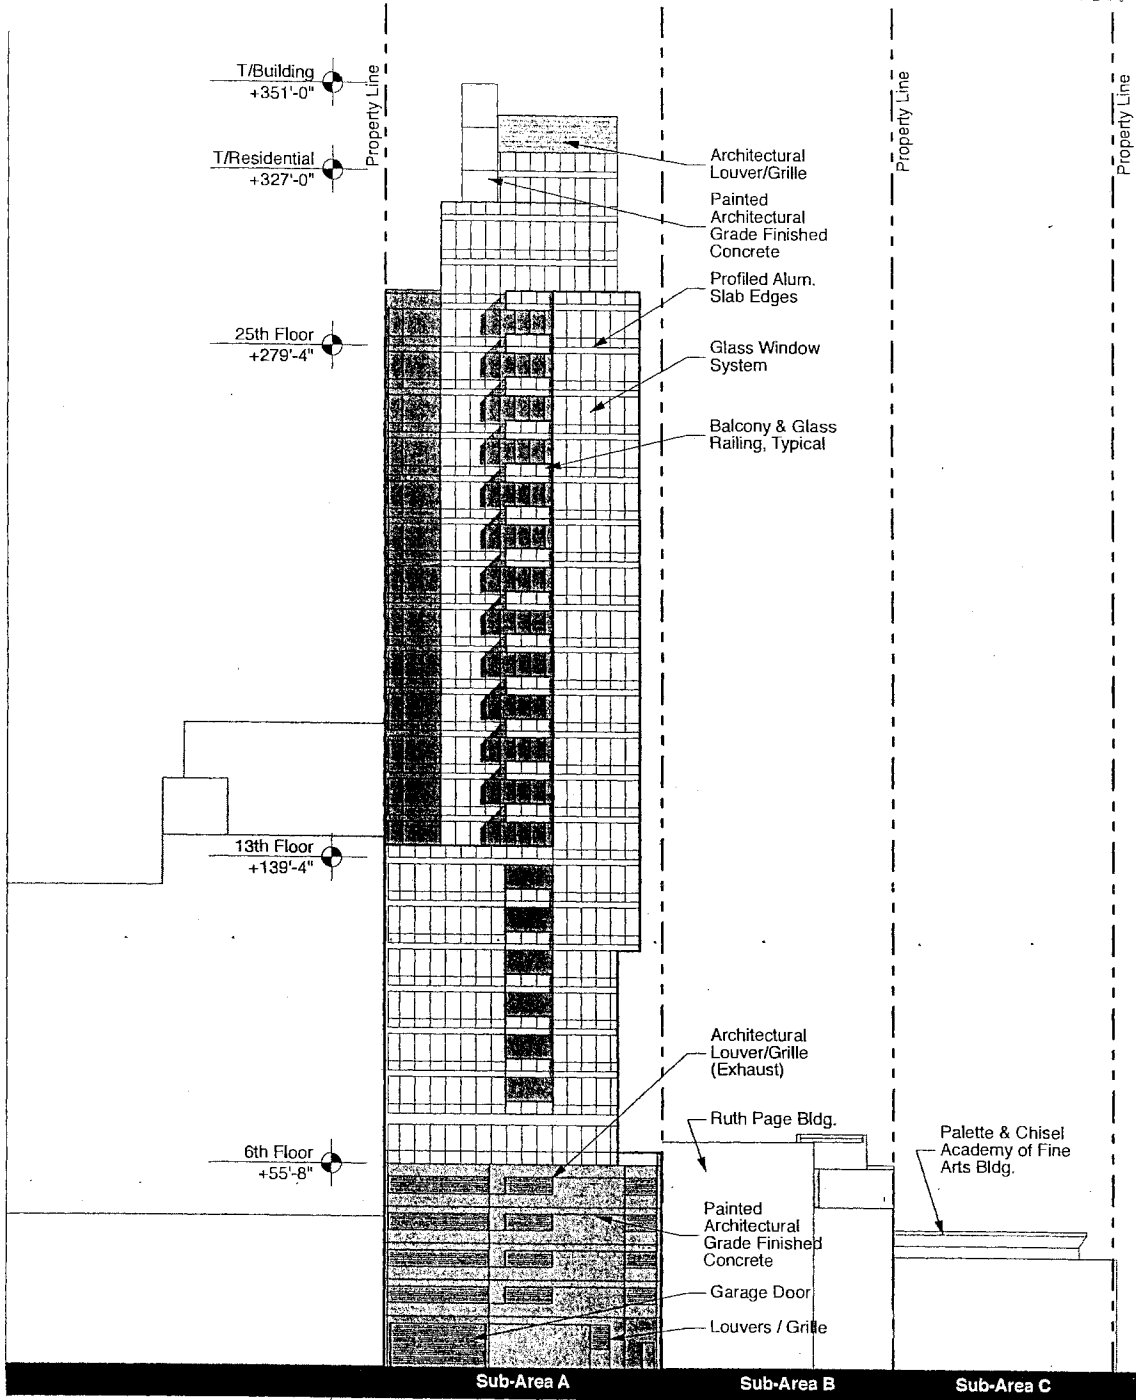 T/Building
+351'-0"
T/Residential
+327'-0"
Property Line
Property Line
Property Line
Architectural
Louver/Grille
Painted
Architectural
Grade Finished
Concrete
Profiled Alum.
Slab Edges
25th Floor
+279'-4"
Glass Window
System
Balcony & Glass
Railing, Typical
13th Floor
+139'-4"
Architectural
Louver/Grille
(Exhaust)
Ruth Page Bldg.
Palette & Chisel
Academy of Fine
Arts Bldg.
6th Floor
+55'-8"
Painted
Architectural
Grade Finished
Concrete
Garage Door
Louvers / Grille
Sub-Area A
Sub-Area B
Sub-Area C